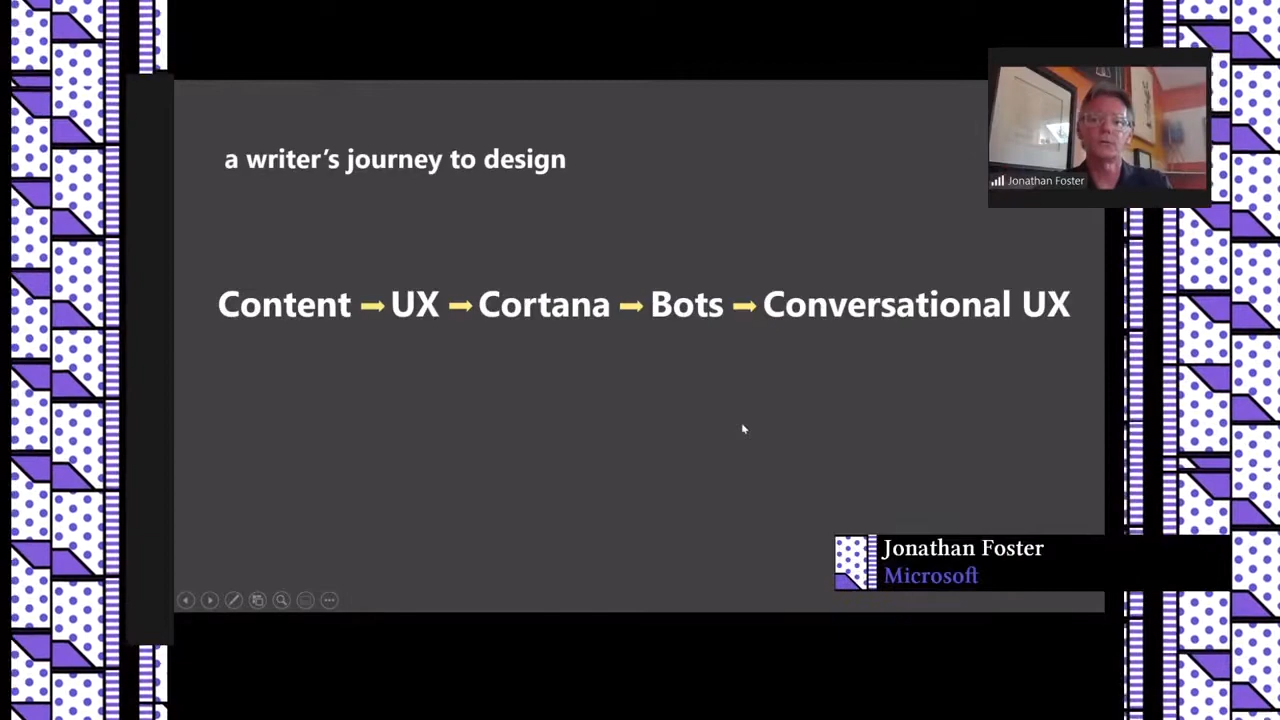 a writer's journey to design
Jonathan Foster
Content ➡ UX ➡ Cortana ➡ Bots ➡ Conversational UX
Jonathan Foster
Microsoft